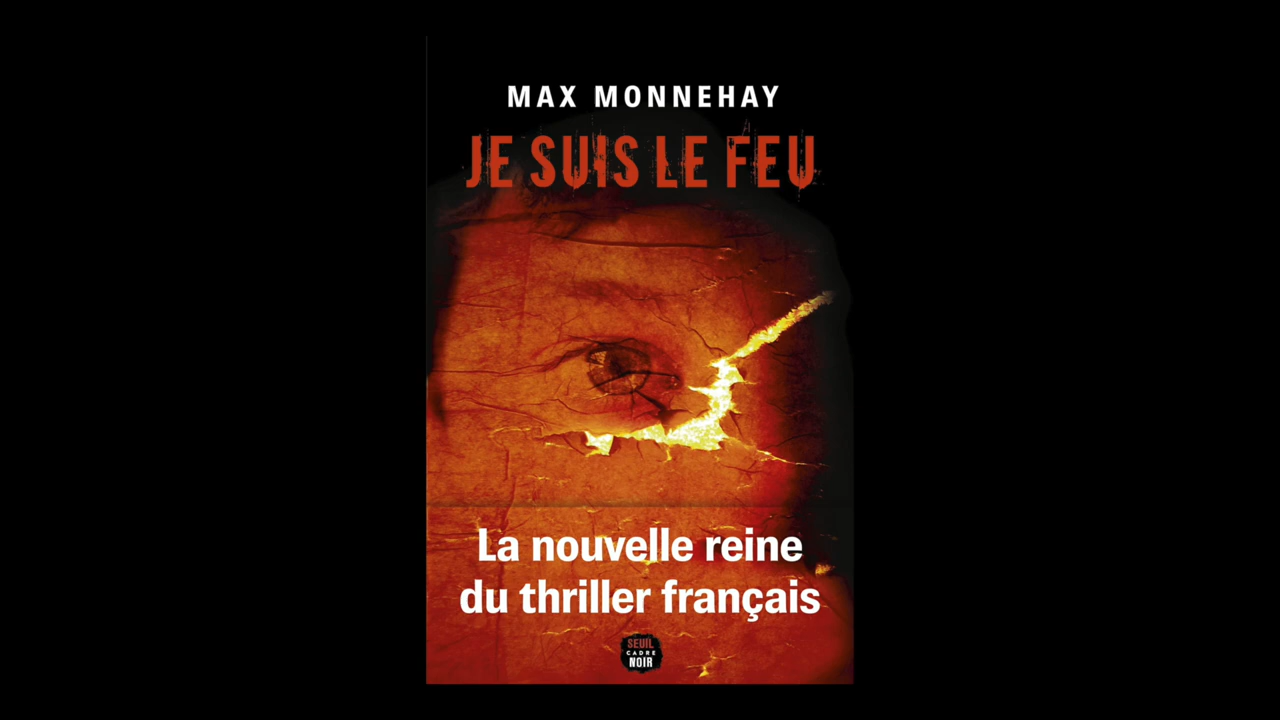 MAX MONNEHAY
JE SUIS LE FEU
La nouvelle reine
du thriller français
SEUIL
CADRE
NOIR